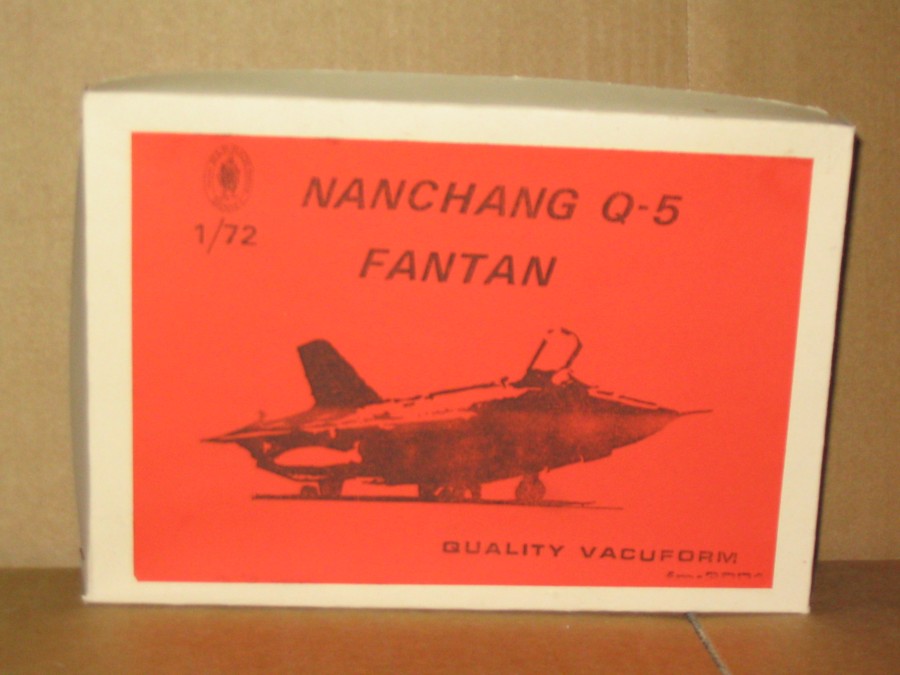 NANCHANG Q-5
1/72
FANTAN
QUALITY VACUFORM